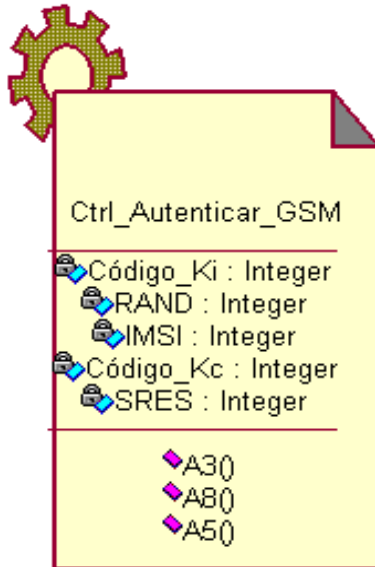 Ctrl_Autenticar_GSM
Código_Ki : Integer
RAND : Integer
IMSI : Integer
Código_Kc : Integer
SRES : Integer
A3()
A8()
A5()